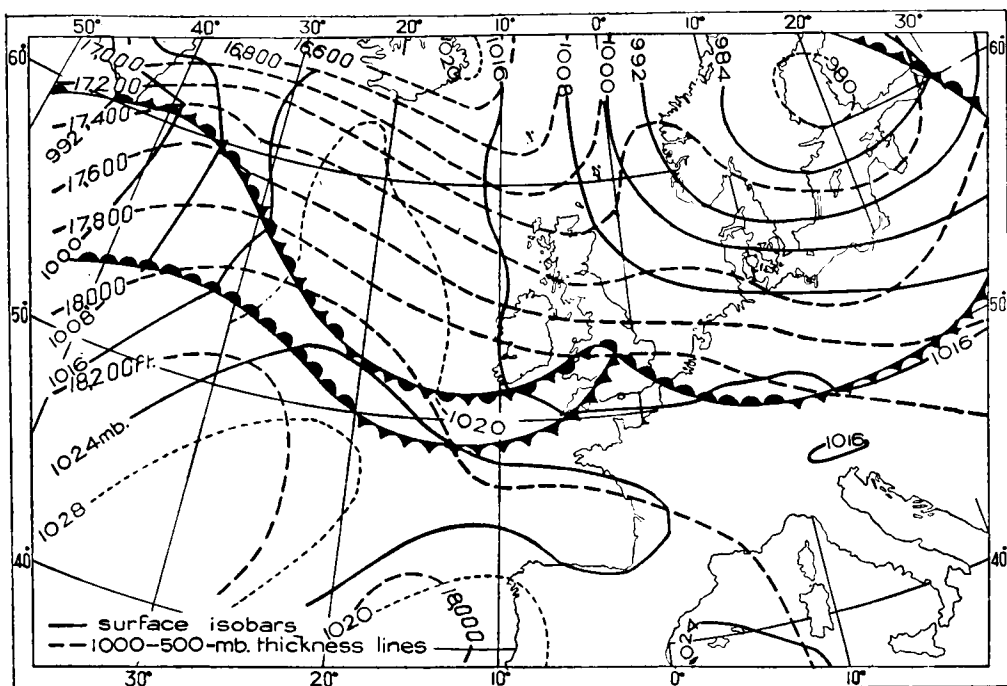 50° 40° 30° 20° 10° 0° 10° 20° 30°
60° 60°
17,000 16,800 16,600 1020 1016 1008 1000 992 984 980
17,200
17,400
992
17,600
17,800
1000
18,000
50° 50°
1008
1016 1016
18,200 ft.
1020
1024 mb.
1016
1028
40° 40°
1020 18,000
1024
surface isobars
1000–500-mb. thickness lines
30° 20° 10° 0° 10°